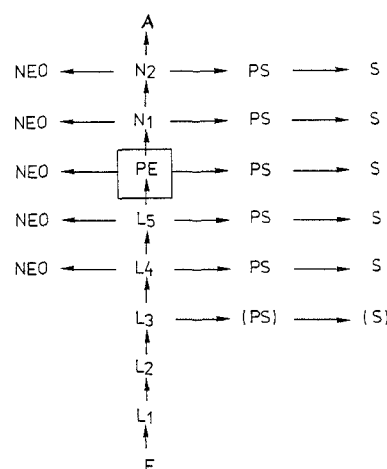 A
NEO N2 PS S
NEO N1 PS S
NEO PE PS S
NEO L5 PS S
NEO L4 PS S
L3 (PS) (S)
L2
L1